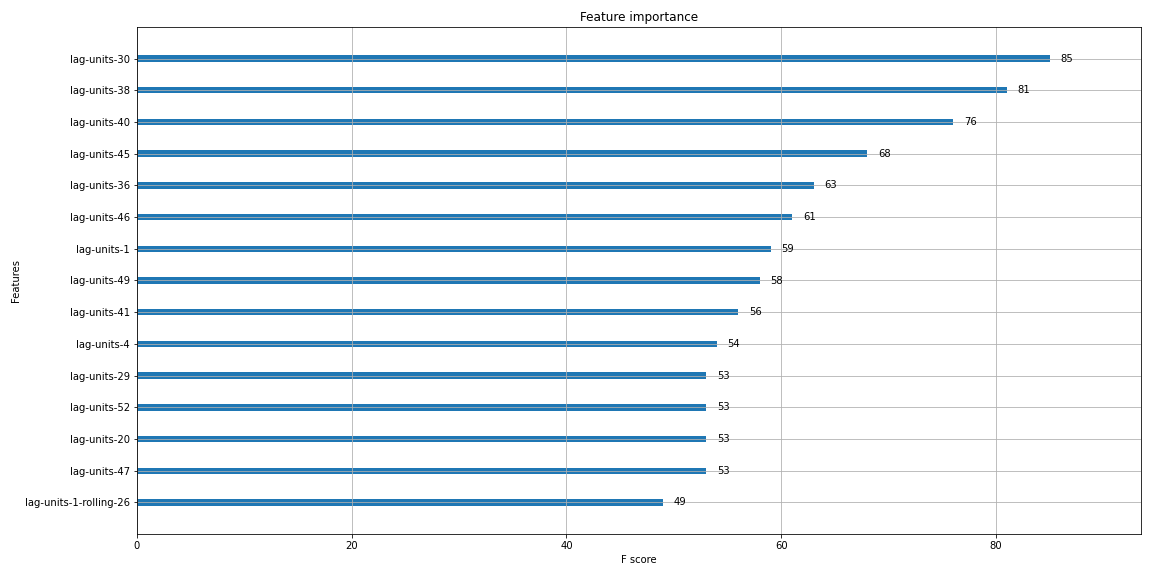 Feature importance
lag-units-30 85
lag-units-38 81
lag-units-40 76
lag-units-45 68
lag-units-36 63
lag-units-46 61
lag-units-1 59
lag-units-49 58
lag-units-41 56
lag-units-4 54
lag-units-29 53
lag-units-52 53
lag-units-20 53
lag-units-47 53
lag-units-1-rolling-26 49
Features
0 20 40 60 80
F score